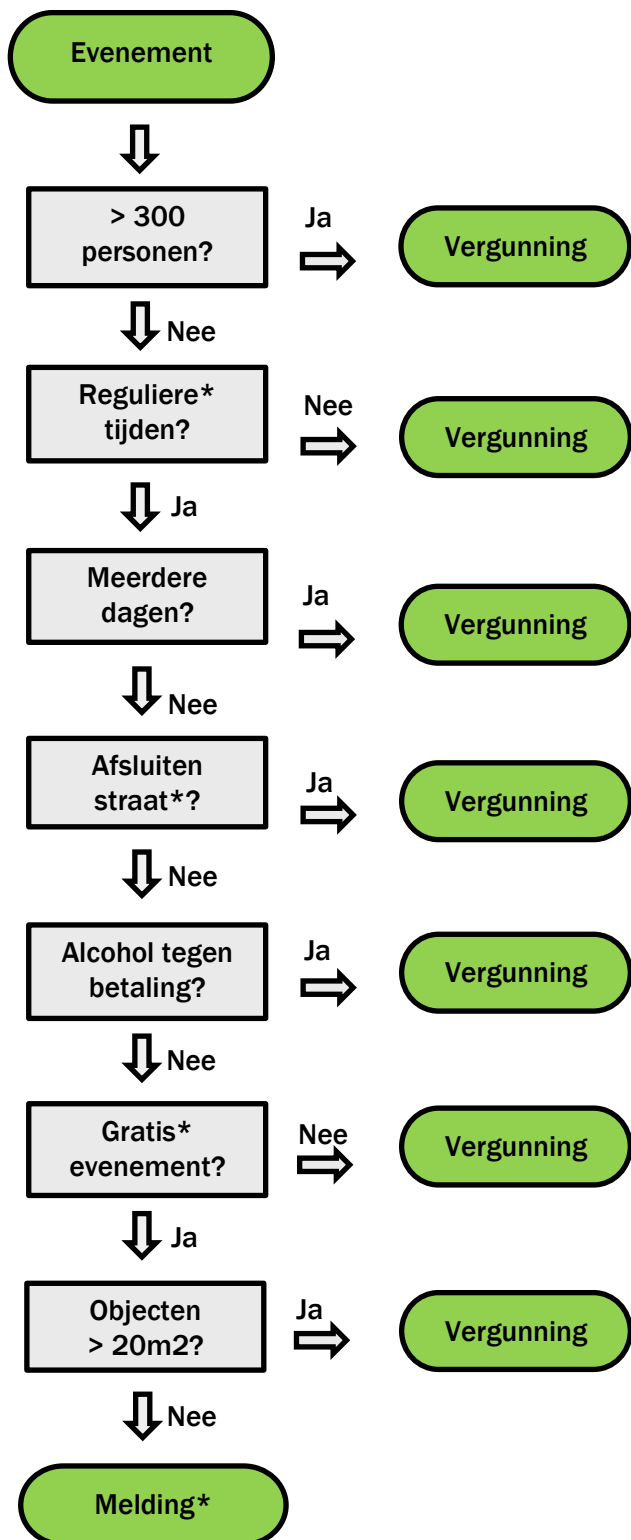 Evenement
> 300
personen?
Ja
Vergunning
Nee
Reguliere*
tijden?
Nee
Vergunning
Ja
Meerdere
dagen?
Ja
Vergunning
Nee
Afsluiten
straat*?
Ja
Vergunning
Nee
Alcohol tegen
betaling?
Ja
Vergunning
Nee
Gratis*
evenement?
Nee
Vergunning
Ja
Objecten
> 20m2?
Ja
Vergunning
Nee
Melding*